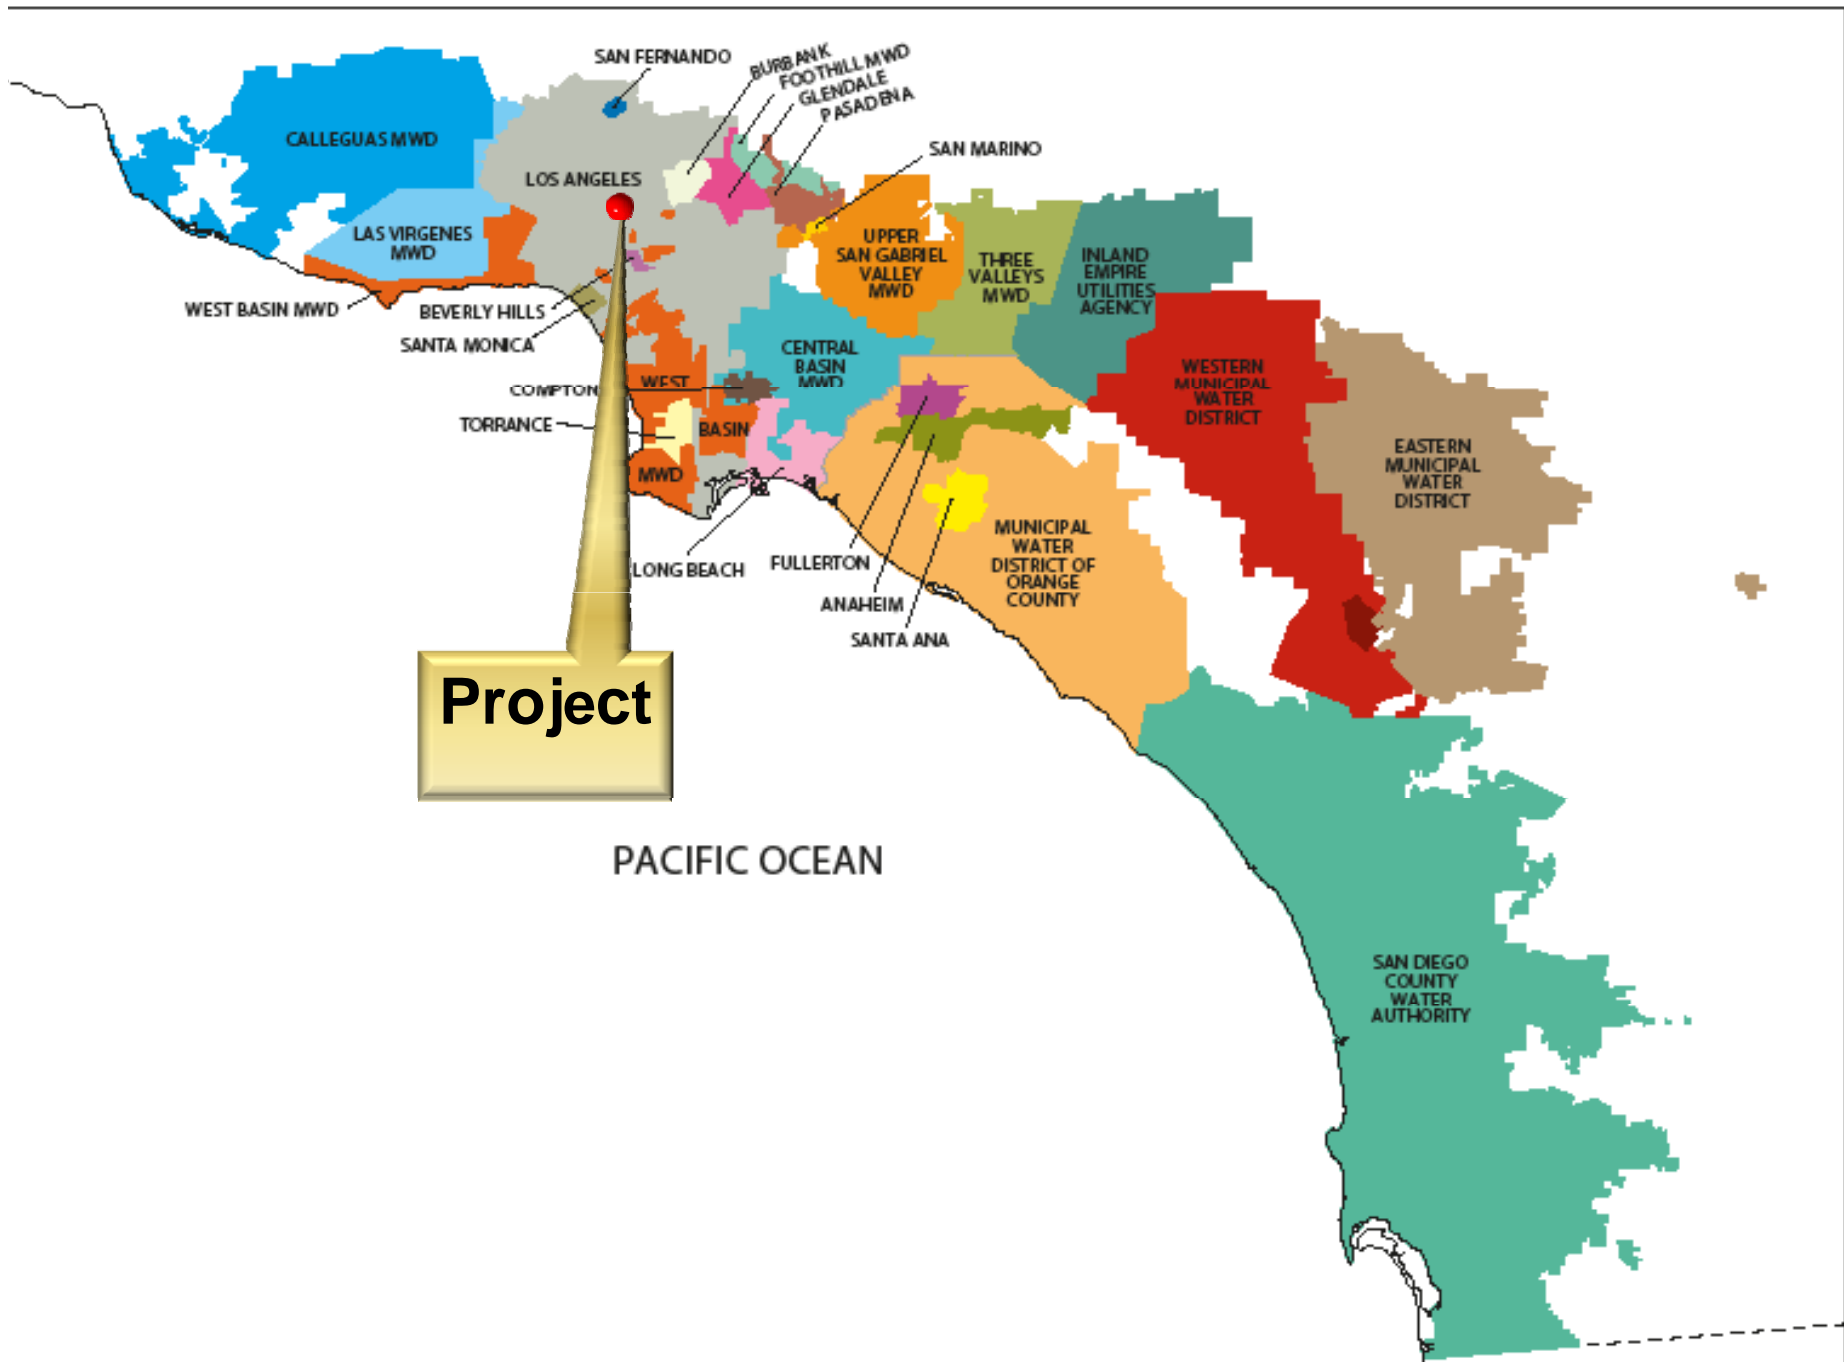 SAN FERNANDO
BURBANK
FOOTHILL MWD
GLENDALE
PASADENA
CALLEGUAS MWD
SAN MARINO
LOS ANGELES
LAS VIRGENES
MWD
UPPER
SAN GABRIEL
VALLEY
MWD
THREE
VALLEYS
MWD
INLAND
EMPIRE
UTILITIES
AGENCY
WEST BASIN MWD
BEVERLY HILLS
SANTA MONICA
CENTRAL
BASIN
MWD
WESTERN
MUNICIPAL
WATER
DISTRICT
COMPTON
WEST
BASIN
MWD
TORRANCE
EASTERN
MUNICIPAL
WATER
DISTRICT
LONG BEACH
FULLERTON
ANAHEIM
SANTA ANA
MUNICIPAL
WATER
DISTRICT OF
ORANGE
COUNTY
Project
PACIFIC OCEAN
SAN DIEGO
COUNTY
WATER
AUTHORITY